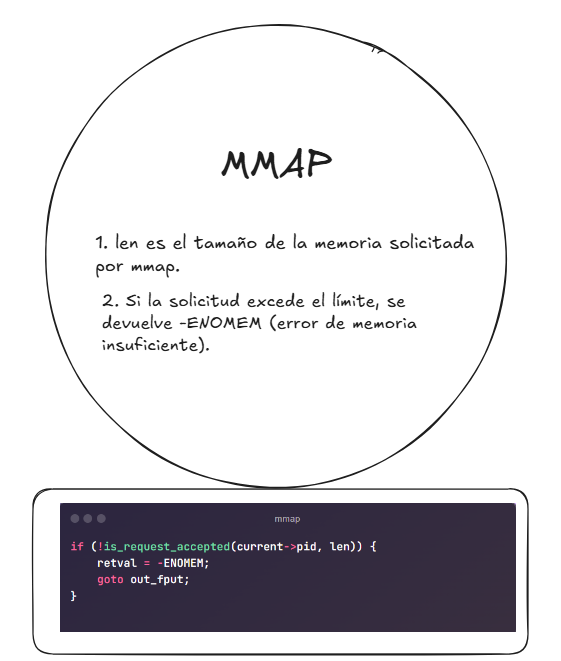 MMAP
1. len es el tamaño de la memoria solicitada
por mmap.
2. Si la solicitud excede el límite, se
devuelve -ENOMEM (error de memoria
insuficiente).
mmap
if (!is_request_accepted(current->pid, len)) {
    retval = -ENOMEM;
    goto out_fput;
}